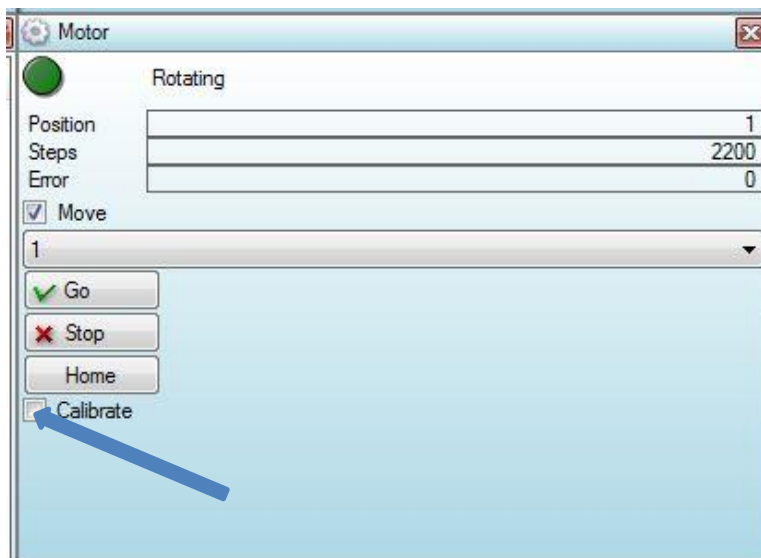 Motor
Rotating
Position 1
Steps 2200
Error 0
Move
1
Go
Stop
Home
Calibrate